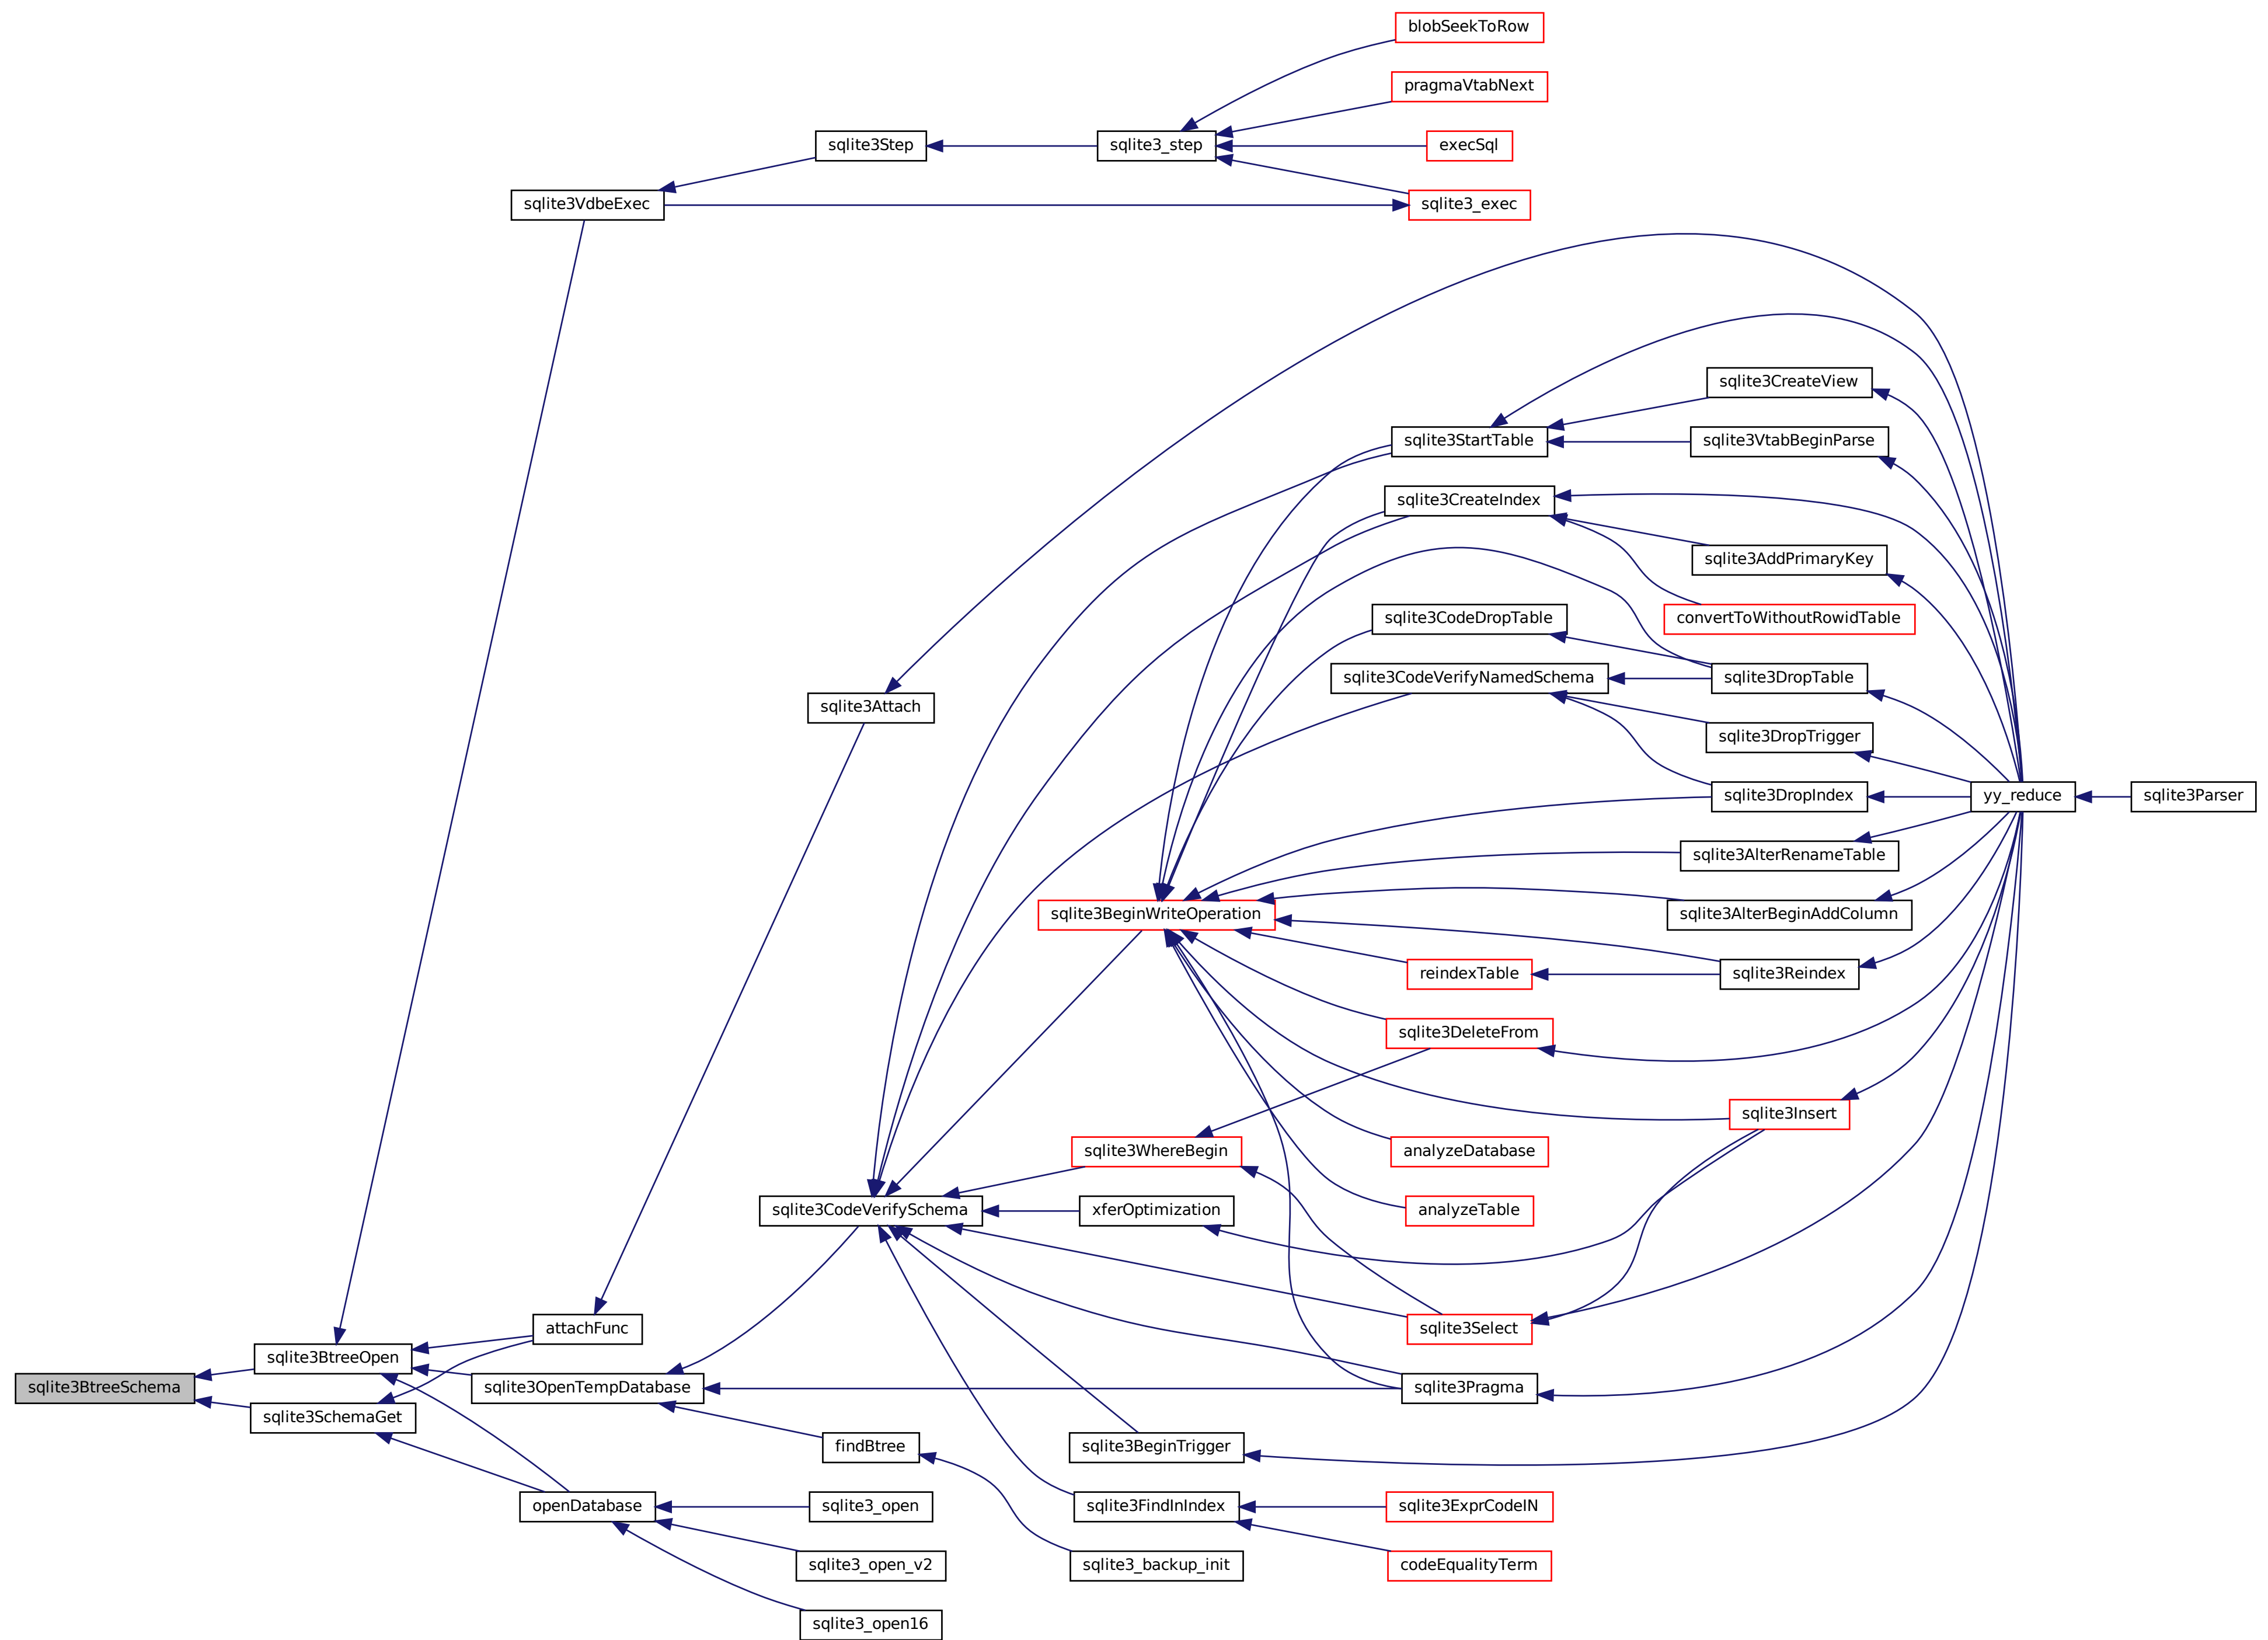 blobSeekToRow
pragmaVtabNext
sqlite3Step
sqlite3_step
execSql
sqlite3VdbeExec
sqlite3_exec
sqlite3CreateView
sqlite3StartTable
sqlite3VtabBeginParse
sqlite3CreateIndex
sqlite3AddPrimaryKey
sqlite3CodeDropTable
convertToWithoutRowidTable
sqlite3CodeVerifyNamedSchema
sqlite3DropTable
sqlite3Attach
sqlite3DropTrigger
sqlite3DropIndex
yy_reduce
sqlite3Parser
sqlite3AlterRenameTable
sqlite3BeginWriteOperation
sqlite3AlterBeginAddColumn
reindexTable
sqlite3Reindex
sqlite3DeleteFrom
sqlite3Insert
sqlite3WhereBegin
analyzeDatabase
sqlite3CodeVerifySchema
xferOptimization
analyzeTable
attachFunc
sqlite3Select
sqlite3BtreeOpen
sqlite3BtreeSchema
sqlite3OpenTempDatabase
sqlite3Pragma
sqlite3SchemaGet
findBtree
sqlite3BeginTrigger
openDatabase
sqlite3_open
sqlite3FindInIndex
sqlite3ExprCodeIN
sqlite3_open_v2
sqlite3_backup_init
codeEqualityTerm
sqlite3_open16